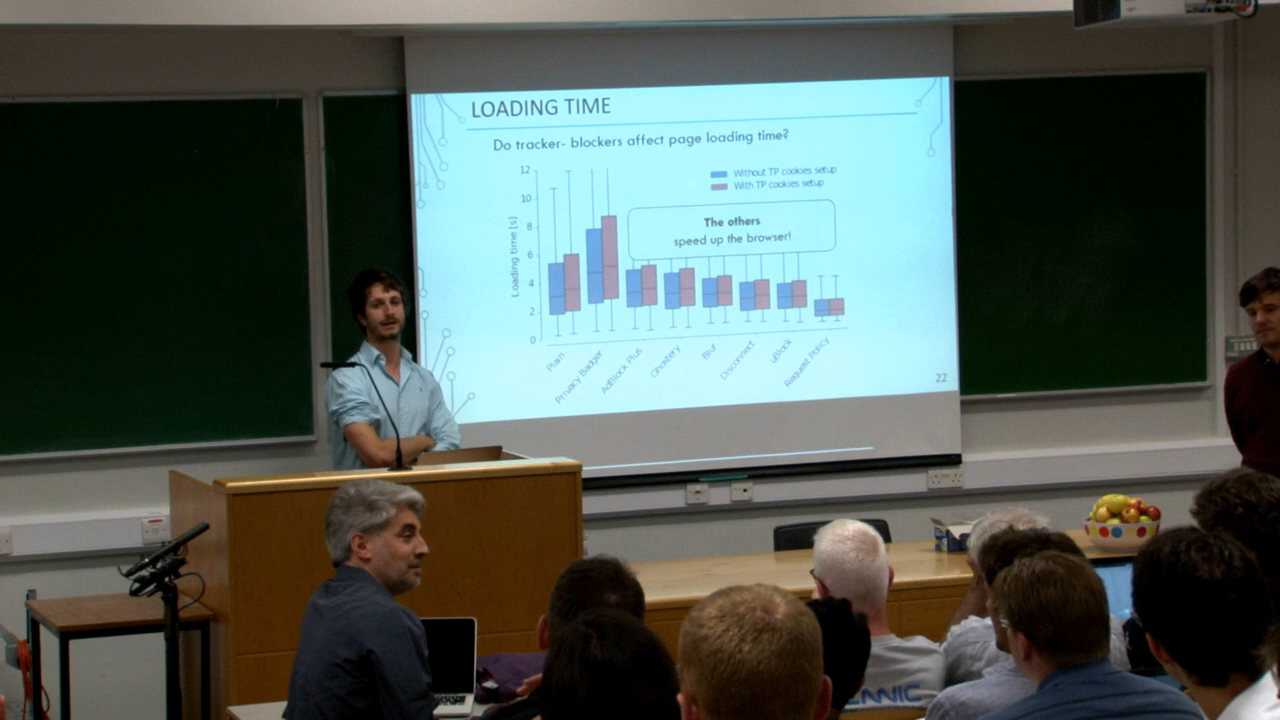 LOADING TIME
Do tracker- blockers affect page loading time?
Without TP cookies setup
With TP cookies setup
The others
speed up the browser!
Loading time [s]
12
10
8
6
4
2
0
Plain
Privacy Badger
AdBlock Plus
Ghostery
Blur
Disconnect
uBlock
Request Policy
22